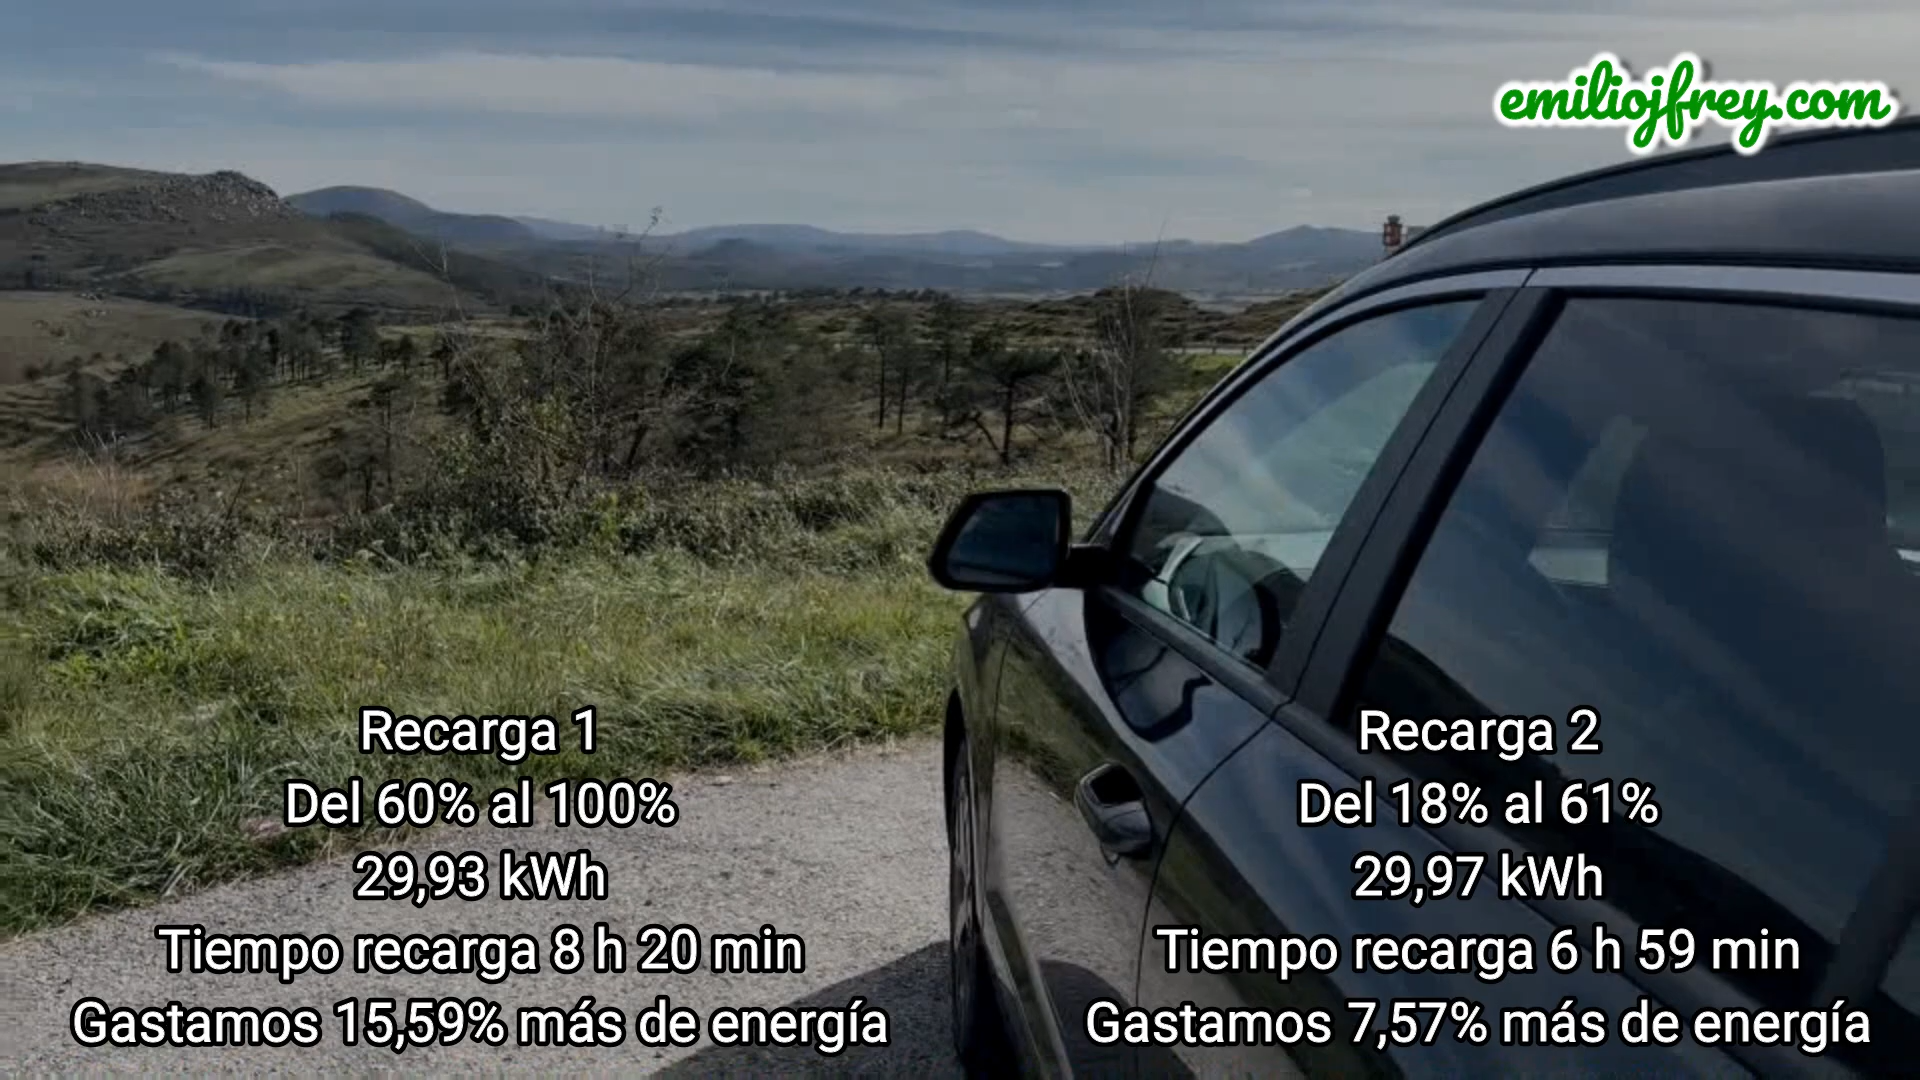 emiliojfrey.com
Recarga 1
Del 60% al 100%
29,93 kWh
Tiempo recarga 8 h 20 min
Gastamos 15,59% más de energía
Recarga 2
Del 18% al 61%
29,97 kWh
Tiempo recarga 6 h 59 min
Gastamos 7,57% más de energía